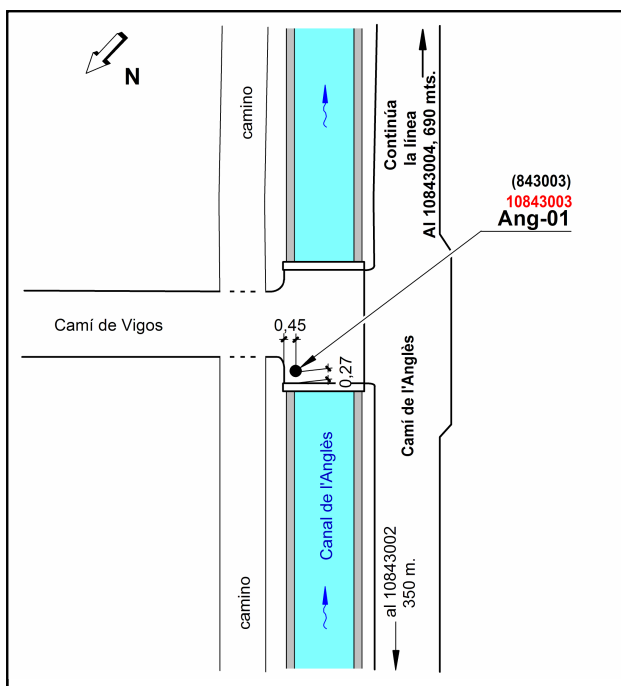 N
camino
Continúa
la línea
Al 10843004, 690 mts.
(843003)
10843003
Ang-01
Camí de Vigos
0,45
0,27
Camí de l'Anglès
Canal de l'Anglès
camino
al 10843002
350 m.